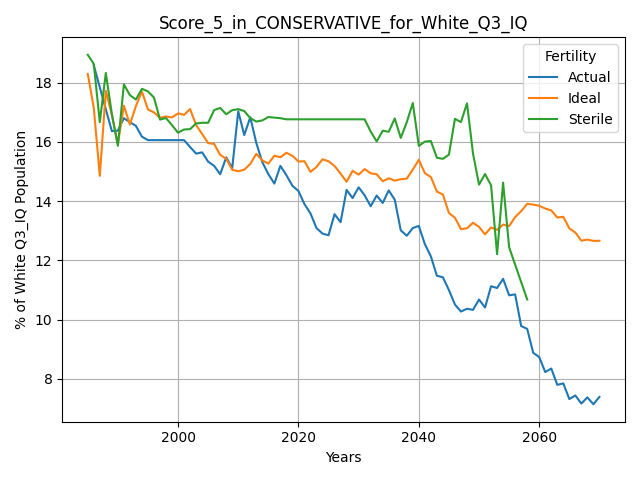 Score_5_in_CONSERVATIVE_for_White_Q3_IQ
Fertility
Actual
Ideal
Sterile
% of White Q3_IQ Population
18
16
14
12
10
8
2000
2020
2040
2060
Years